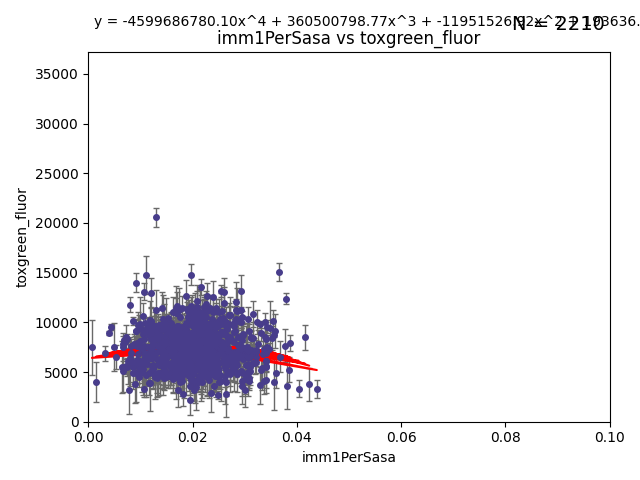 y = -4599686780.10x^4 + 360500798.77x^3 + -11951526.
N = 2210
imm1PerSasa vs toxgreen_fluor
35000
30000
25000
20000
15000
10000
5000
0
toxgreen_fluor
0.00 0.02 0.04 0.06 0.08 0.10
imm1PerSasa